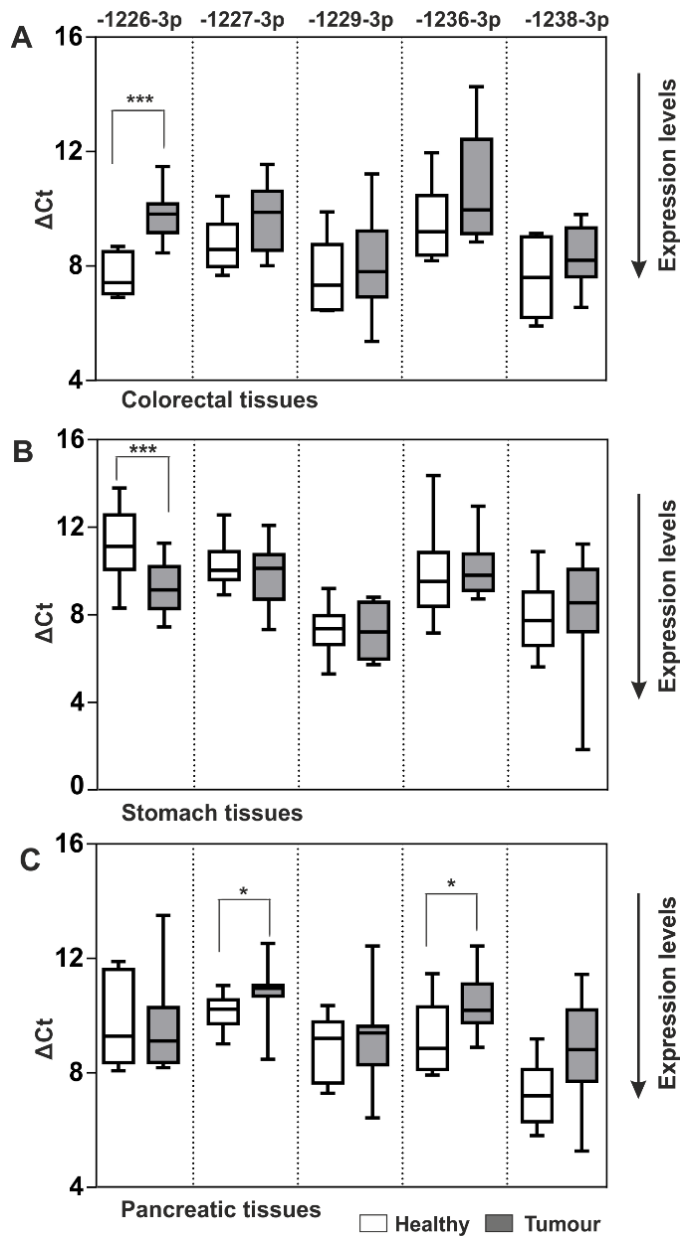 -1226-3p -1227-3p -1229-3p -1236-3p -1238-3p
A
16
12
8
4
ΔCt
***
Expression levels
Colorectal tissues
B
16
12
8
4
0
ΔCt
***
Expression levels
Stomach tissues
C
16
12
8
4
ΔCt
*
*
Expression levels
Pancreatic tissues
Healthy Tumour